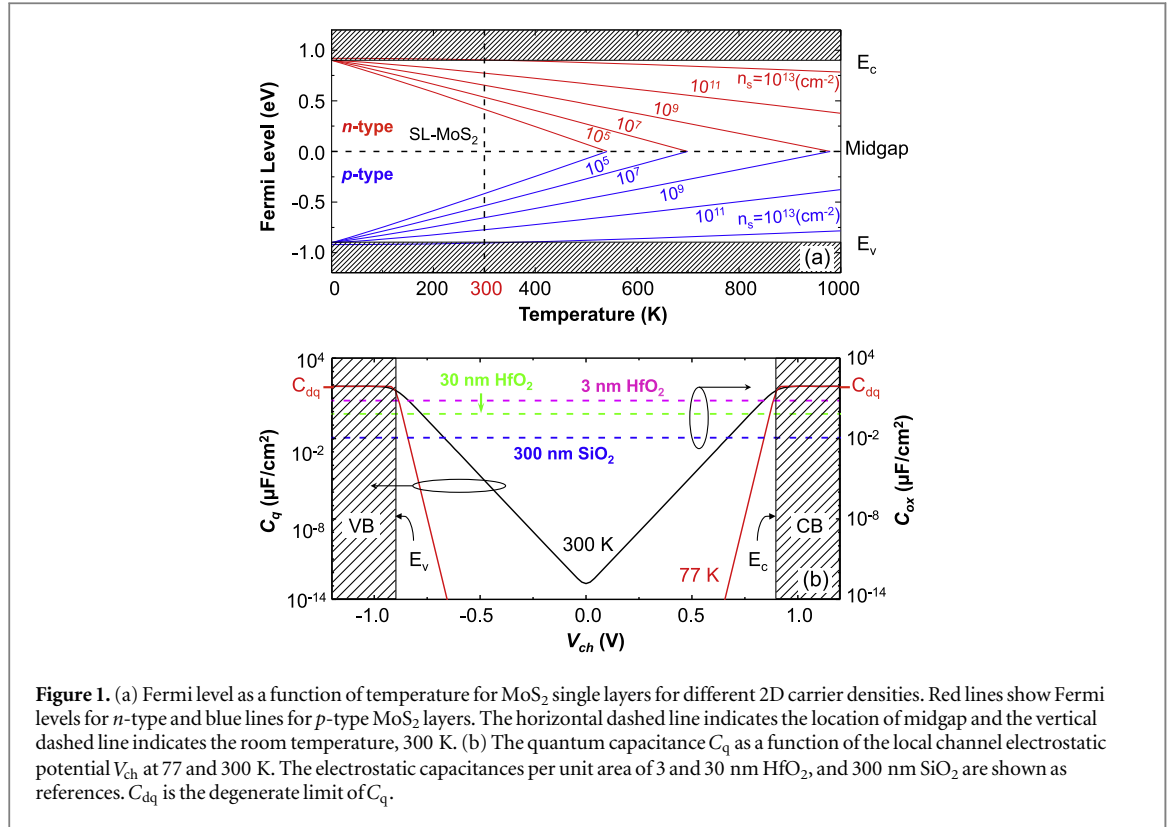 1.0
0.5
0.0
-0.5
-1.0
Fermi Level (eV)
E_c
n_s=10^13(cm^-2)
10^11
10^9
10^7
10^5
n-type
SL-MoS_2
Midgap
p-type
10^5
10^7
10^9
10^11
n_s=10^13(cm^-2)
E_v
(a)
0 200 300 400 600 800 1000
Temperature (K)
10^4
10^-2
10^-8
10^-14
C_q (µF/cm^2)
C_dq
30 nm HfO_2
3 nm HfO_2
300 nm SiO_2
C_dq
10^4
10^-2
10^-8
10^-14
C_ox (µF/cm^2)
VB
E_v
300 K
77 K
E_c
CB
(b)
-1.0 -0.5 0.0 0.5 1.0
V_ch (V)
Figure 1. (a) Fermi level as a function of temperature for MoS_2 single layers for different 2D carrier densities. Red lines show Fermi
levels for n-type and blue lines for p-type MoS_2 layers. The horizontal dashed line indicates the location of midgap and the vertical
dashed line indicates the room temperature, 300 K. (b) The quantum capacitance C_q as a function of the local channel electrostatic
potential V_ch at 77 and 300 K. The electrostatic capacitances per unit area of 3 and 30 nm HfO_2, and 300 nm SiO_2 are shown as
references. C_dq is the degenerate limit of C_q.